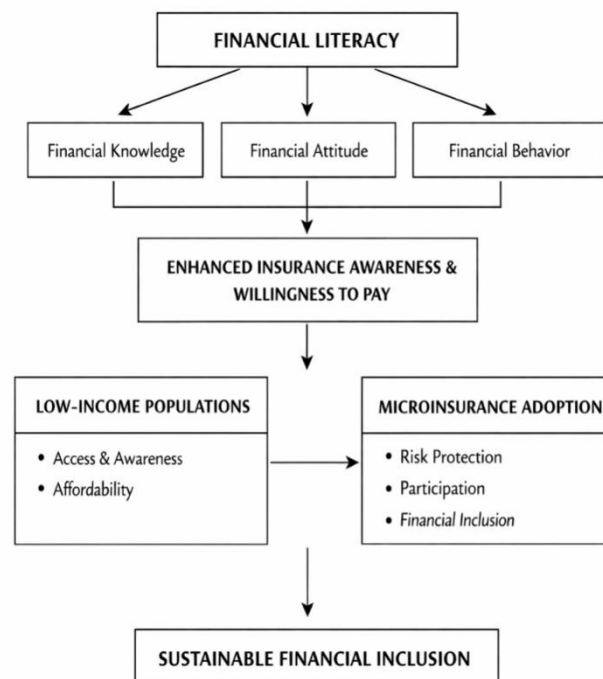 FINANCIAL LITERACY
Financial Knowledge
Financial Attitude
Financial Behavior
ENHANCED INSURANCE AWARENESS &
WILLINGNESS TO PAY
LOW-INCOME POPULATIONS
• Access & Awareness
• Affordability
MICROINSURANCE ADOPTION
• Risk Protection
• Participation
• Financial Inclusion
SUSTAINABLE FINANCIAL INCLUSION